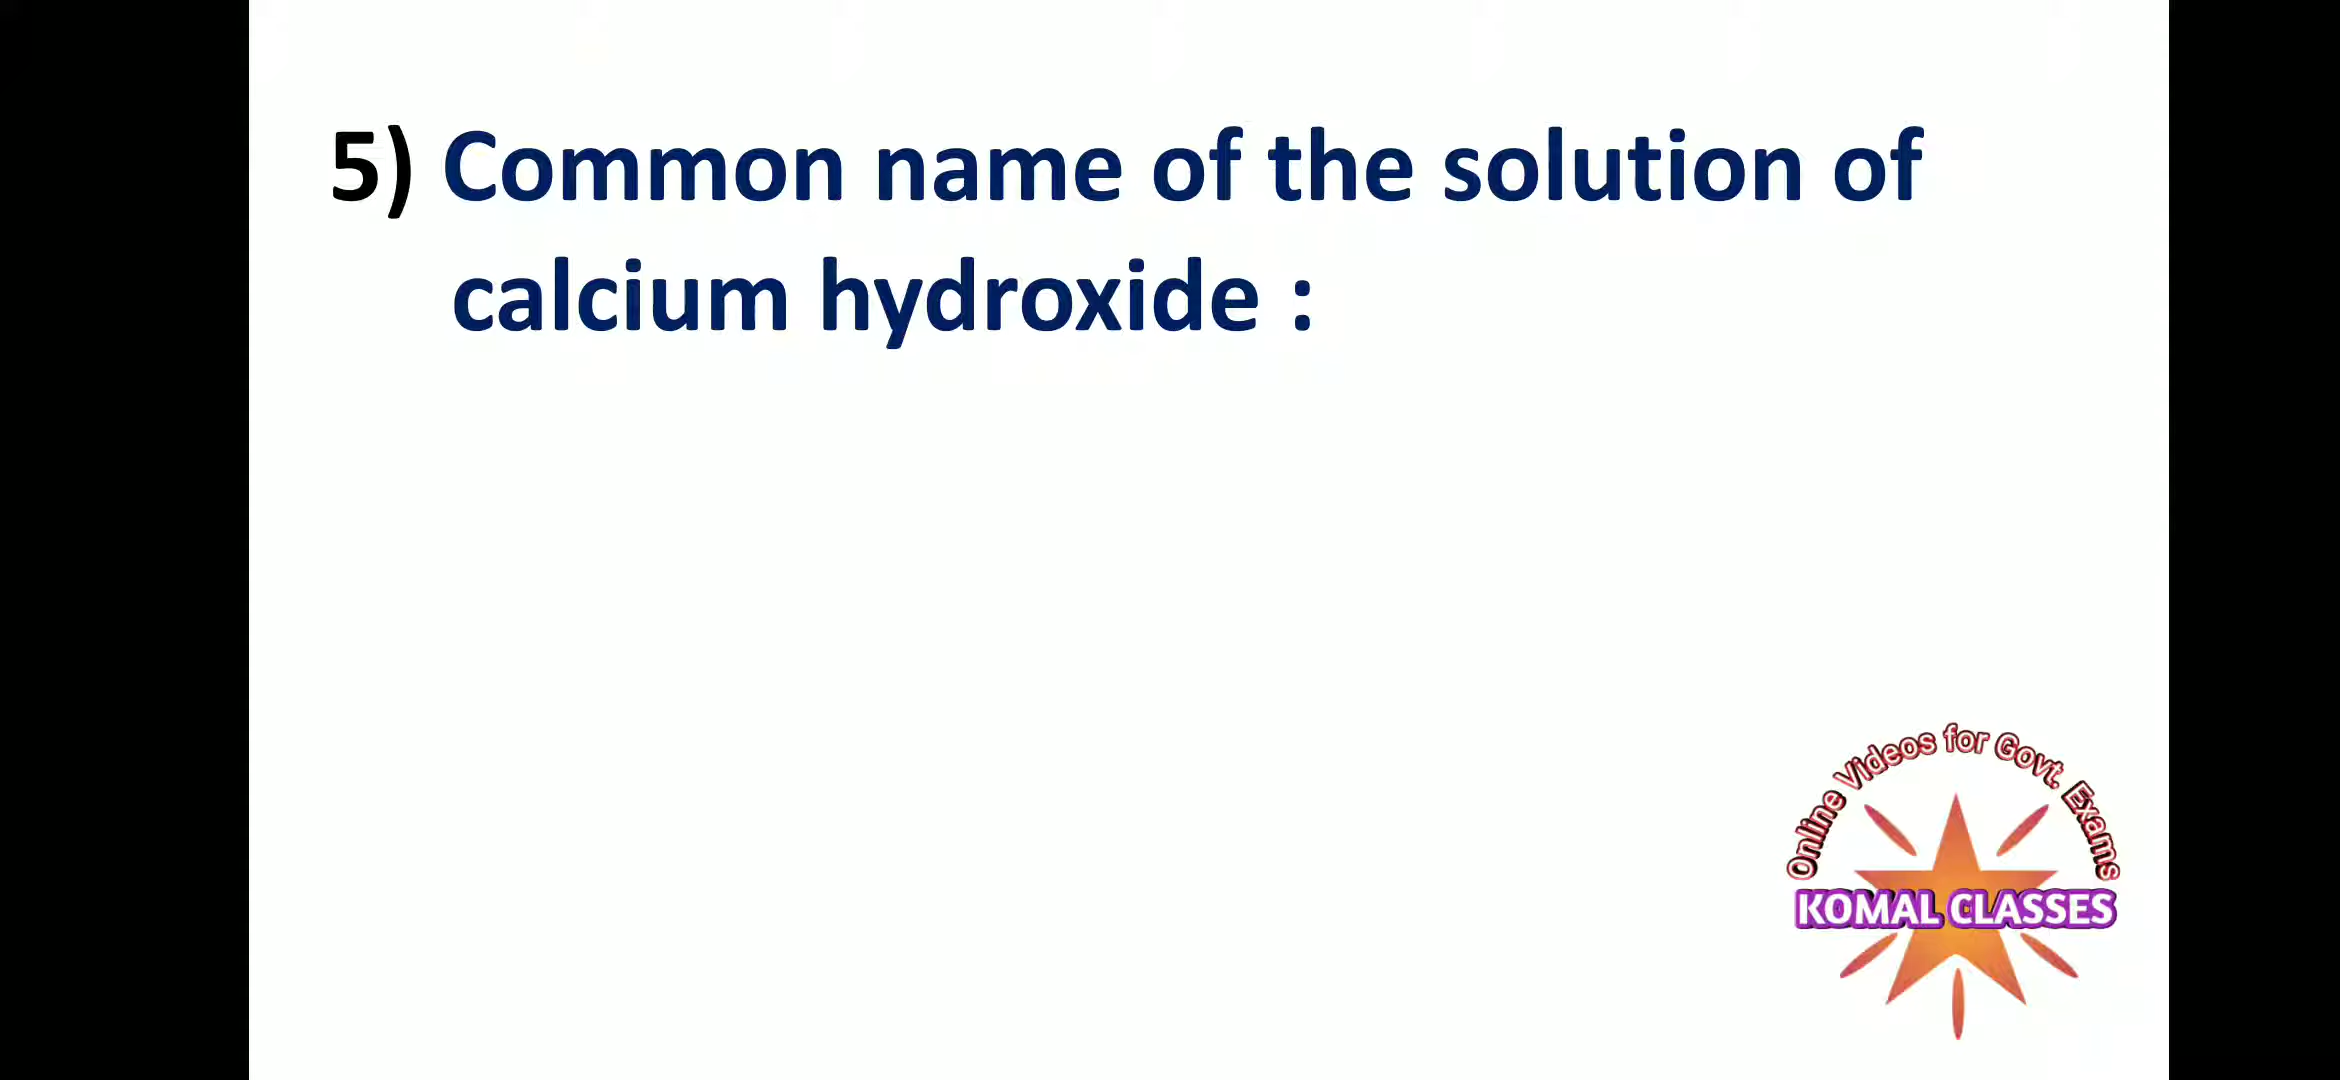 5) Common name of the solution of
calcium hydroxide :
Online Videos for Govt. Exams
KOMAL CLASSES